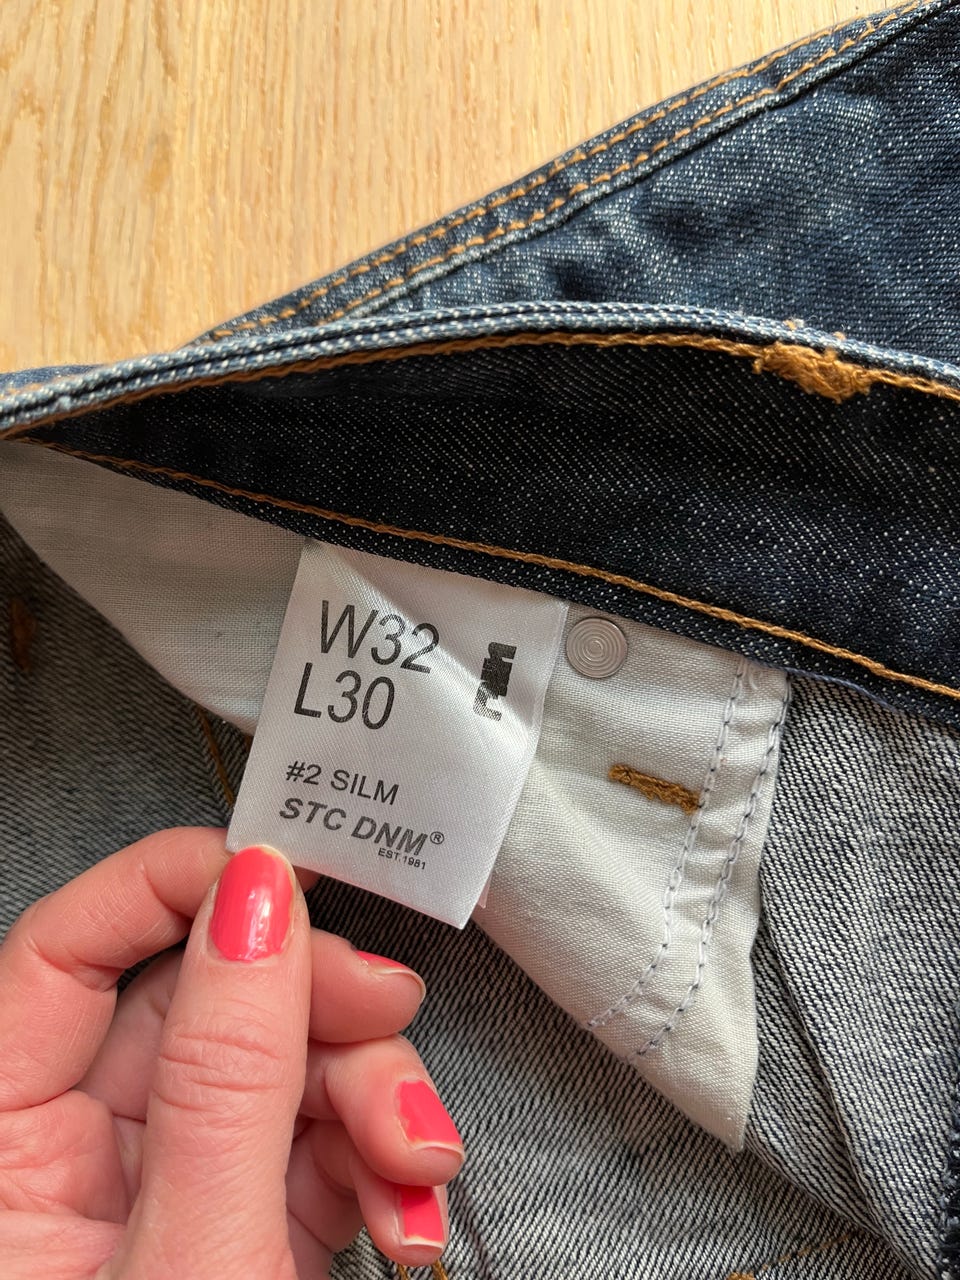 W32
L30
#2 SILM
STC DNM®
EST.1981